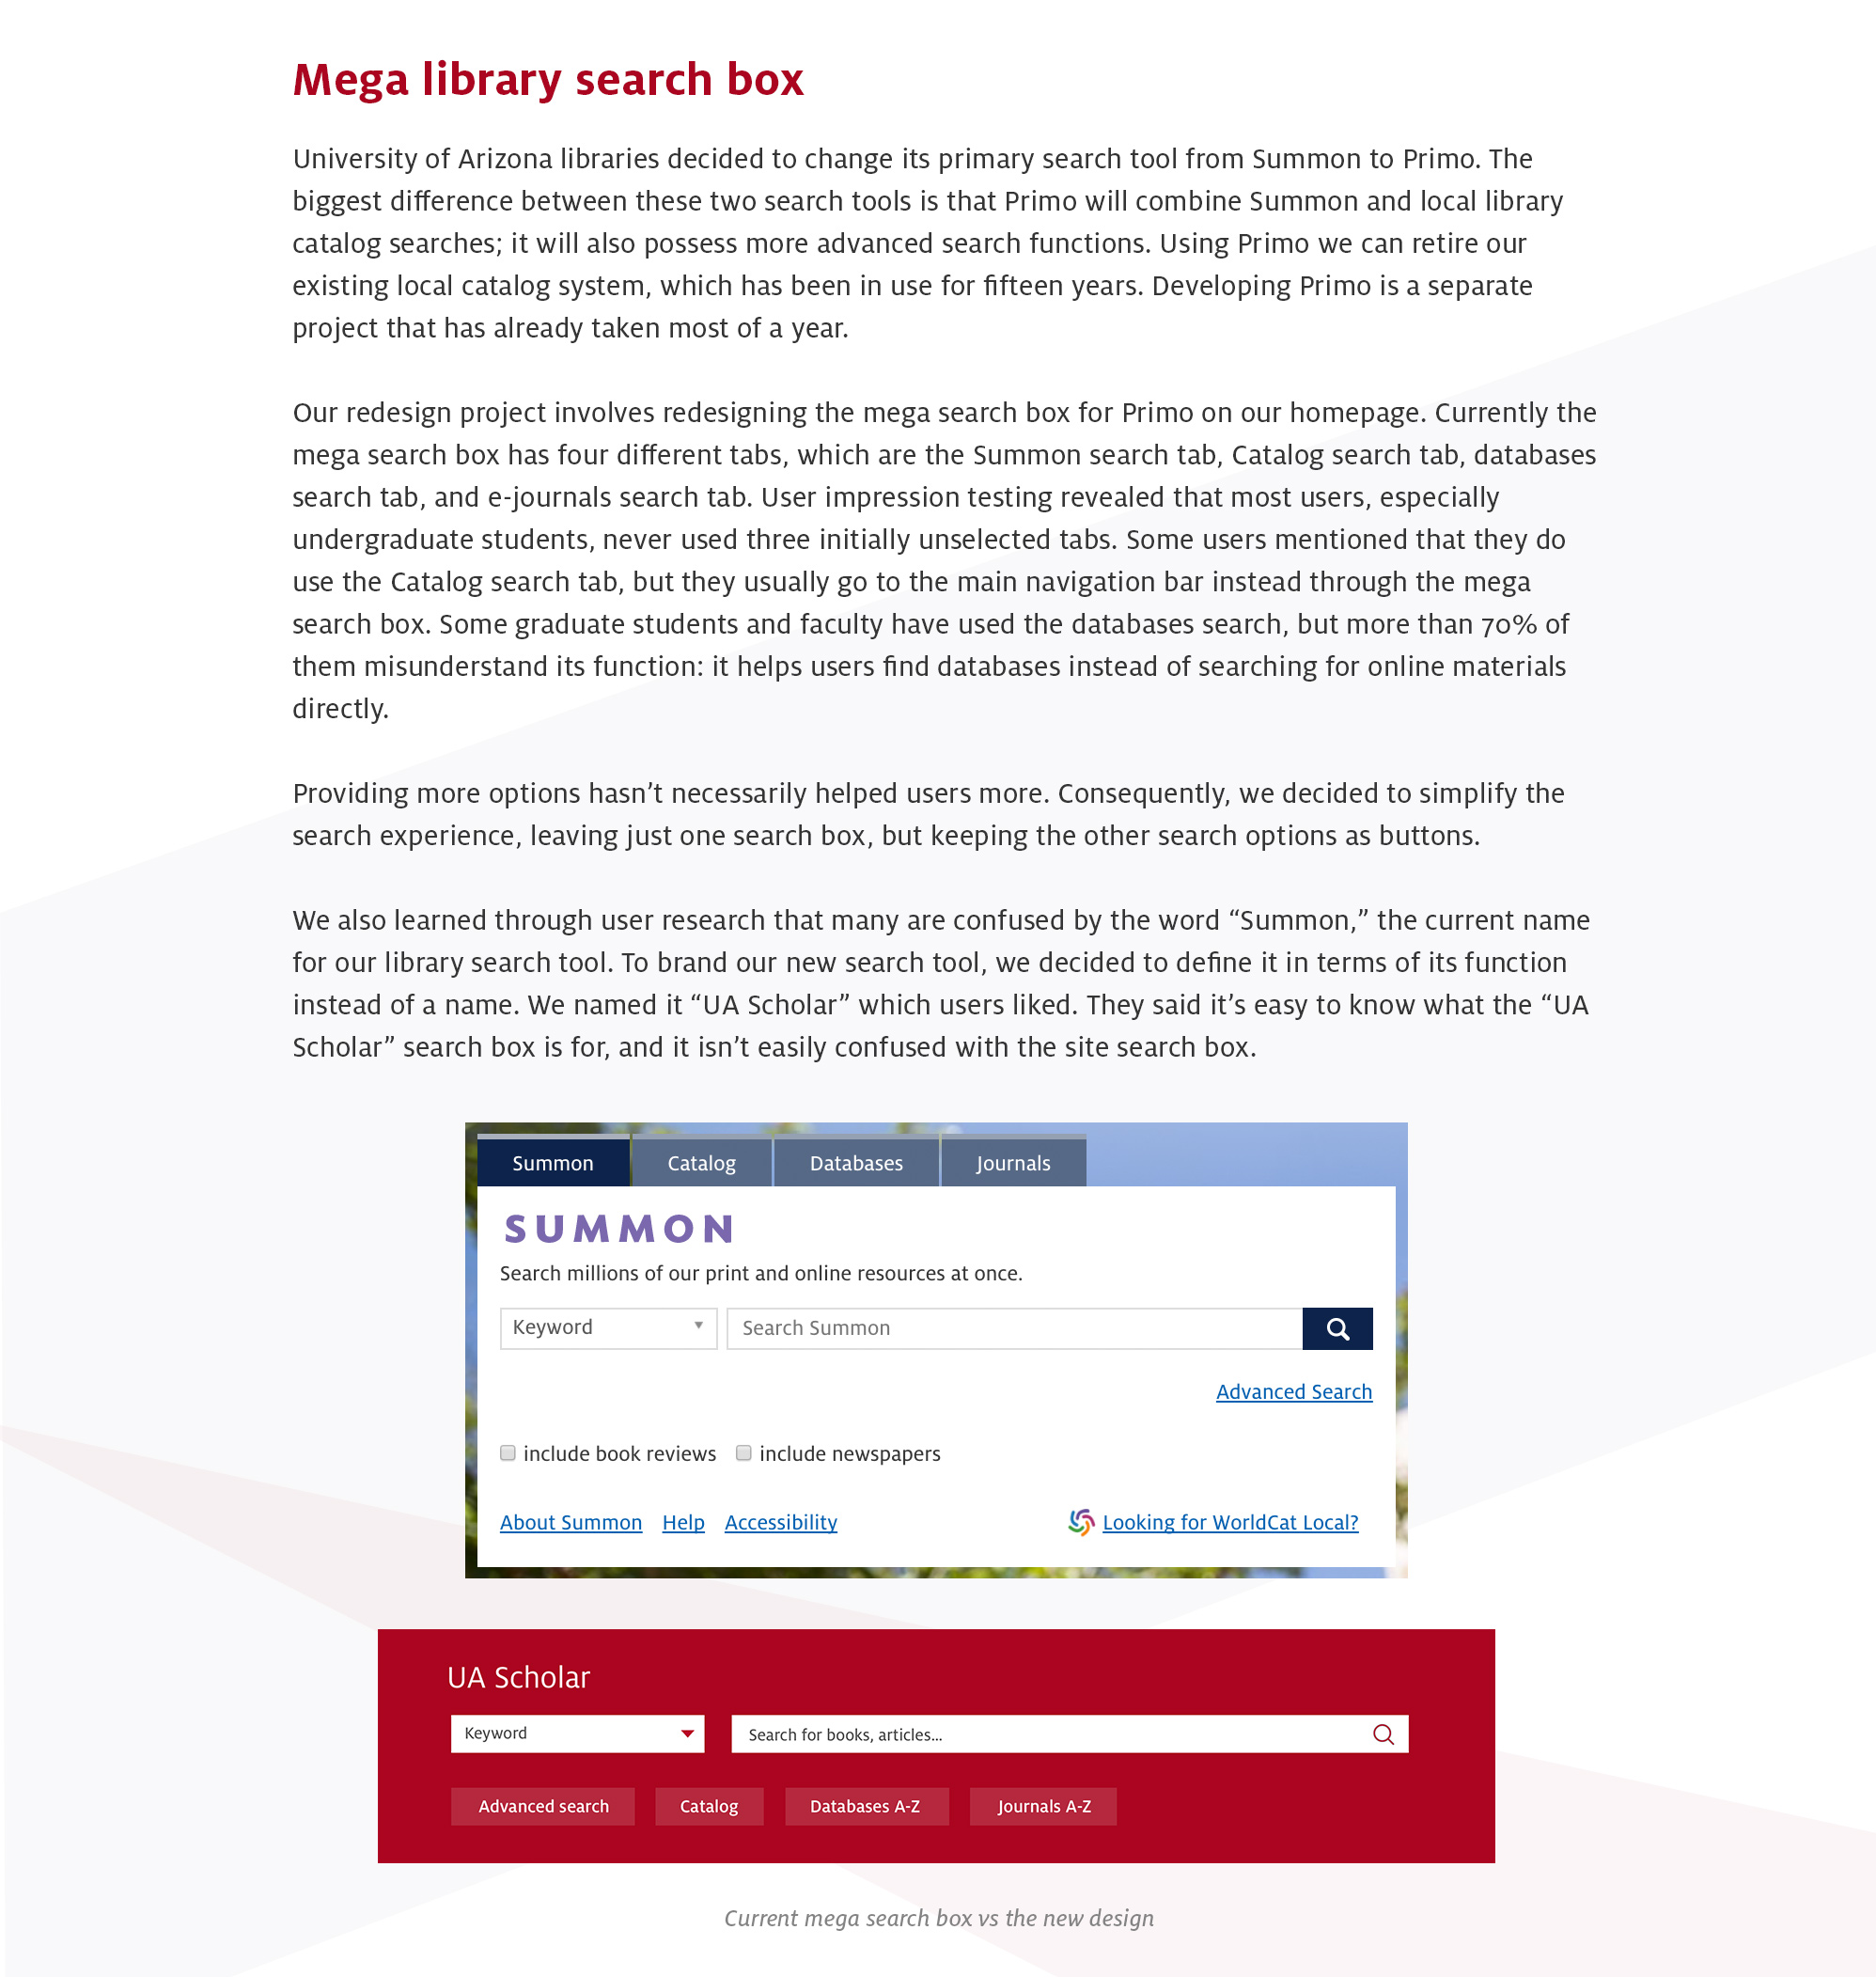 Mega library search box
University of Arizona libraries decided to change its primary search tool from Summon to Primo. The
biggest difference between these two search tools is that Primo will combine Summon and local library
catalog searches; it will also possess more advanced search functions. Using Primo we can retire our
existing local catalog system, which has been in use for fifteen years. Developing Primo is a separate
project that has already taken most of a year.
Our redesign project involves redesigning the mega search box for Primo on our homepage. Currently the
mega search box has four different tabs, which are the Summon search tab, Catalog search tab, databases
search tab, and e-journals search tab. User impression testing revealed that most users, especially
undergraduate students, never used three initially unselected tabs. Some users mentioned that they do
use the Catalog search tab, but they usually go to the main navigation bar instead through the mega
search box. Some graduate students and faculty have used the databases search, but more than 70% of
them misunderstand its function: it helps users find databases instead of searching for online materials
directly.
Providing more options hasn’t necessarily helped users more. Consequently, we decided to simplify the
search experience, leaving just one search box, but keeping the other search options as buttons.
We also learned through user research that many are confused by the word “Summon,” the current name
for our library search tool. To brand our new search tool, we decided to define it in terms of its function
instead of a name. We named it “UA Scholar” which users liked. They said it’s easy to know what the “UA
Scholar” search box is for, and it isn’t easily confused with the site search box.
Summon Catalog Databases Journals
SUMMON
Search millions of our print and online resources at once.
Keyword Search Summon
Advanced Search
include book reviews include newspapers
About Summon Help Accessibility Looking for WorldCat Local?
UA Scholar
Keyword Search for books, articles...
Advanced search Catalog Databases A-Z Journals A-Z
Current mega search box vs the new design